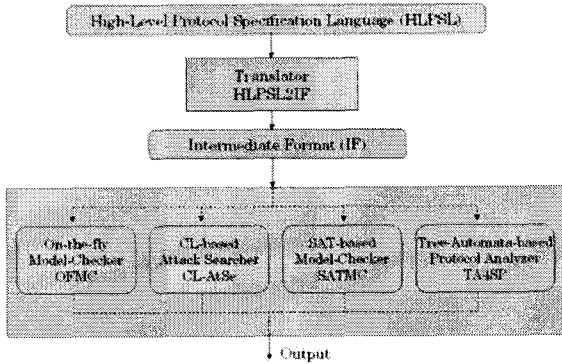 High-Level Protocol Specification Language (HLPSL)
Translator
HLPSL2IF
Intermediate Format (IF)
On-the-fly
Model-Checker
OFMC
CL-based
Attack Searcher
CL-AtSe
SAT-based
Model-Checker
SATMC
Tree-Automata-based
Protocol Analyzer
TA4SP
Output